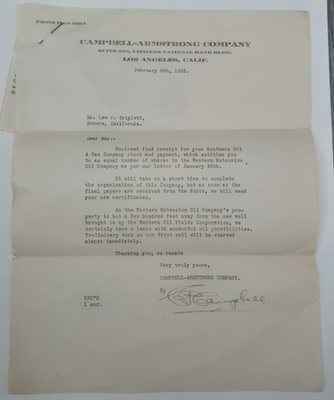 CAMPBELL-ARMSTRONG COMPANY
CITIZENS NATIONAL BANK BLDG.
LOS ANGELES, CALIF.
February 8th, 1923.
Mr. Lew P. Triplett,
Sonora, California.
Dear Sir:-
Enclosed find receipt for your Southern Oil
& Gas Company stock and payment, which entitles you
to an equal number of shares in the Western Extension
Oil Company as per our letter of January 30th.
It will take us a short time to complete
the organization of this Company, but as soon as the
final papers are received from the State, we will send
your new certificates.
As the Western Extension Oil Company's pro-
perty is but a few hundred feet away from the new well
brought in by the Western Oil Fields Corporation, we
certainly have a lease with wonderful oil possibilities.
Preliminary work on our first well will be started
almost immediately.
Thanking you, we remain
Very truly yours,
CAMPBELL-ARMSTRONG COMPANY.
By Campbell
1 enc.